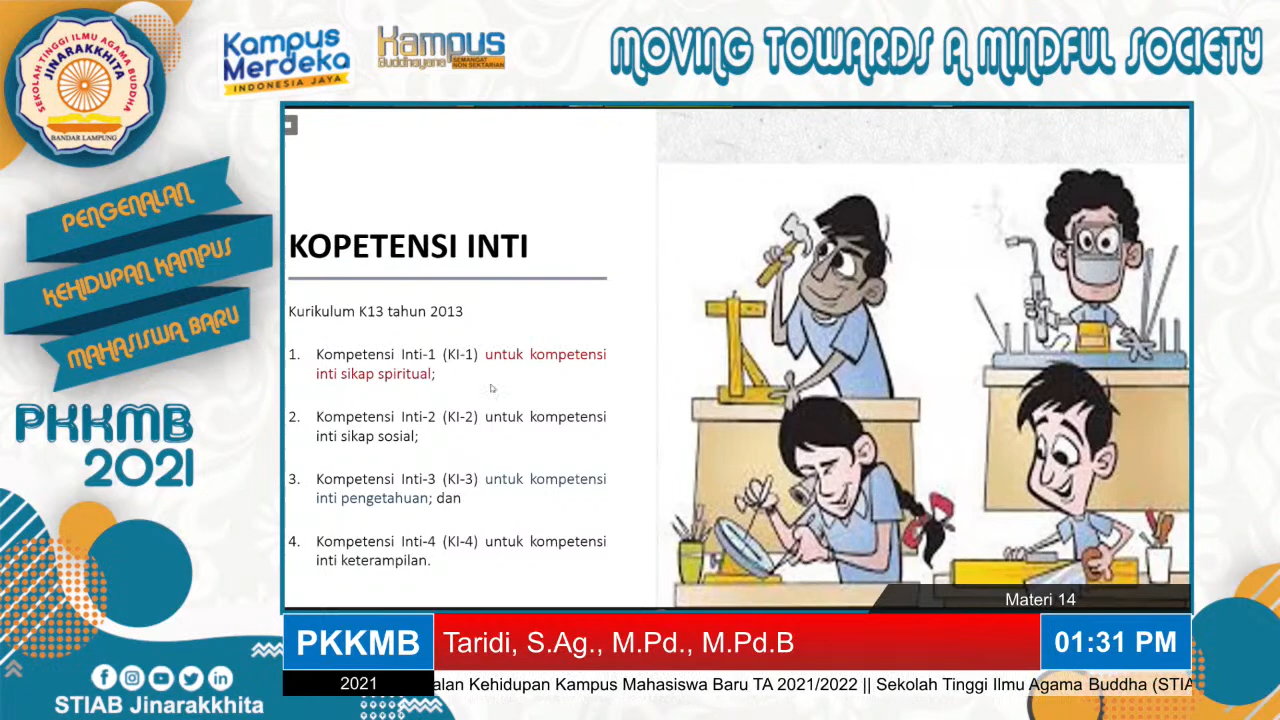 SEKOLAH TINGGI ILMU AGAMA BUDDHA
JINARAKKHITA
BANDAR LAMPUNG
Kampus
Merdeka
INDONESIA JAYA
Kampus
Buddhayana
SEMANGAT
NON SEKTARIAN
MOVING TOWARDS A MINDFUL SOCIETY
PENGENALAN
KEHIDUPAN KAMPUS
MAHASISWA BARU
PKKMB
2021
KOPETENSI INTI
Kurikulum K13 tahun 2013
1. Kompetensi Inti-1 (KI-1) untuk kompetensi
inti sikap spiritual;
2. Kompetensi Inti-2 (KI-2) untuk kompetensi
inti sikap sosial;
3. Kompetensi Inti-3 (KI-3) untuk kompetensi
inti pengetahuan; dan
4. Kompetensi Inti-4 (KI-4) untuk kompetensi
inti keterampilan.
Materi 14
PKKMB
Taridi, S.Ag., M.Pd., M.Pd.B
01:31 PM
2021
alan Kehidupan Kampus Mahasiswa Baru TA 2021/2022 || Sekolah Tinggi Ilmu Agama Buddha (STIA
STIAB Jinarakkhita